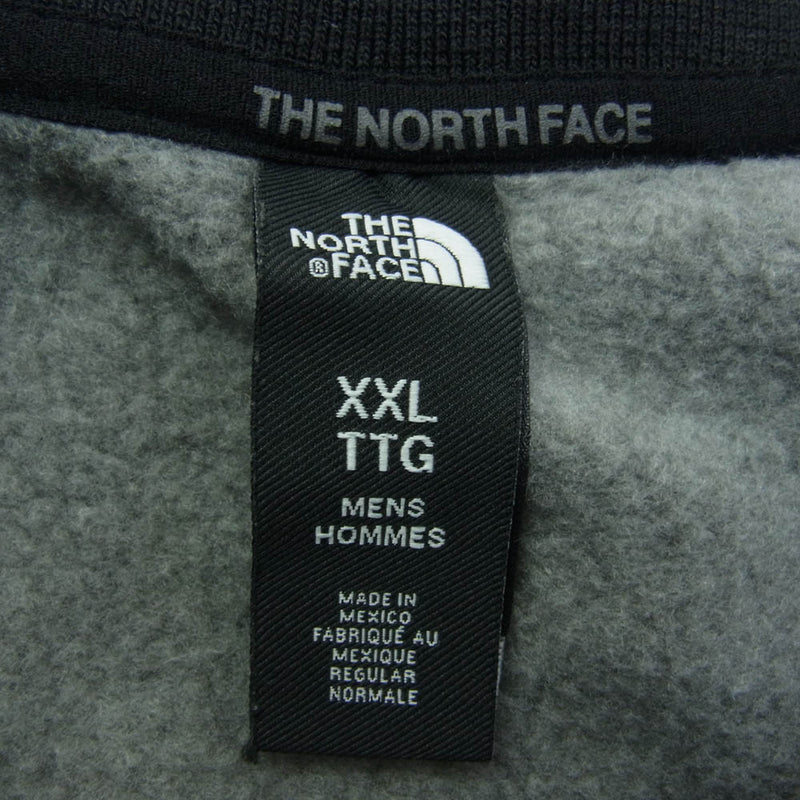 THE NORTH FACE
THE
NORTH
®FACE
XXL
TTG
MENS
HOMMES
MADE IN
MEXICO
FABRIQUÉ AU
MEXIQUE
REGULAR
NORMALE